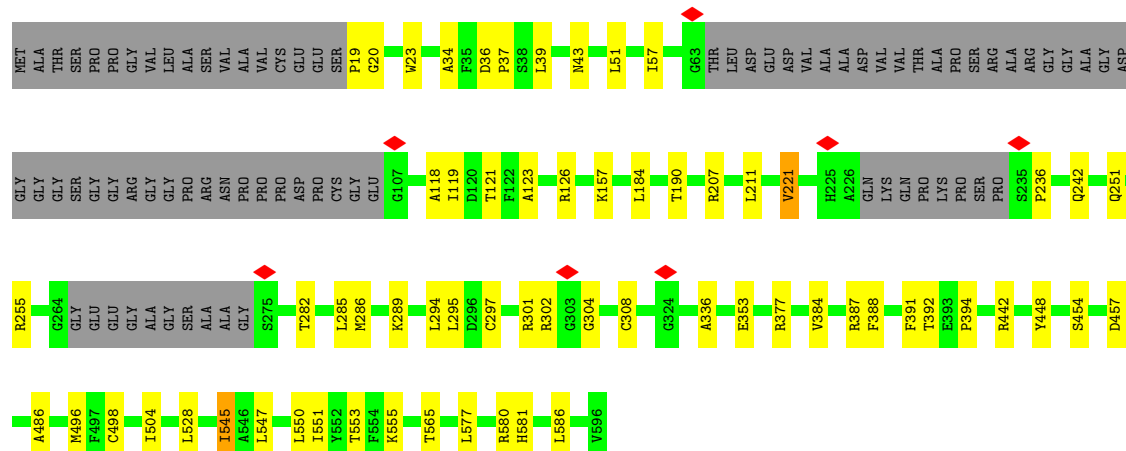 MET ALA THR SER PRO PRO GLY VAL LEU ALA SER VAL ALA VAL CYS GLU GLU SER P19 G20 W23 A34 F35 D36 P37 S38 L39 N43 L51 I57 G63 THR LEU ASP GLU ASP VAL ALA ALA ASP VAL VAL THR ALA PRO SER ARG ALA ARG GLY GLY ALA GLY ASP
GLY GLY GLY SER GLY GLY ARG GLY GLY PRO ARG ASN PRO PRO PRO ASP PRO CYS GLY GLU G107 A118 I119 D120 T121 F122 A123 R126 K157 L184 T190 R207 L211 V221 H225 A226 GLN LYS GLN PRO LYS PRO SER PRO S235 P236 Q242 Q251
R255 G264 GLY GLU GLU GLY ALA GLY SER ALA ALA GLY S275 T282 L285 M286 K289 L294 L295 D296 C297 R301 R302 G303 G304 C308 G324 A336 E353 R377 V384 R387 F388 F391 T392 E393 P394 R442 Y448 S454 D457
A486 M496 F497 C498 I504 L528 I545 A546 L547 L550 I551 Y552 T553 F554 K555 T565 L577 R580 H581 L586 V596